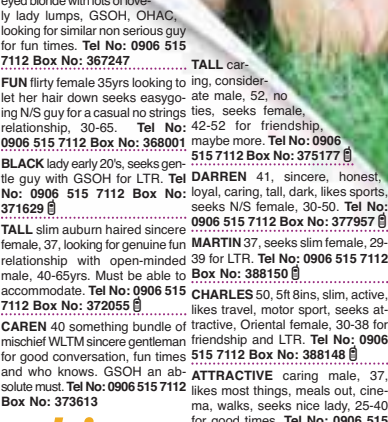 eyed blonde with lots of love-
ly lady lumps, GSOH, OHAC,
looking for similar non serious guy
for fun times. Tel No: 0906 515
7112 Box No: 367247
FUN flirty female 35yrs looking to
let her hair down seeks easygo-
ing N/S guy for a casual no strings
relationship, 30-65. Tel No:
0906 515 7112 Box No: 368001
BLACK lady early 20's, seeks gen-
tle guy with GSOH for LTR. Tel
No: 0906 515 7112 Box No:
371629
TALL slim auburn haired sincere
female, 37, looking for genuine fun
relationship with open-minded
male, 40-65yrs. Must be able to
accommodate. Tel No: 0906 515
7112 Box No: 372055
CAREN 40 something bundle of
mischief WLTM sincere gentleman
for good conversation, fun times
and who knows. GSOH an ab-
solute must. Tel No: 0906 515 7112
Box No: 373613
TALL car-
ing, consider-
ate male, 52, no
ties, seeks female,
42-52 for friendship,
maybe more. Tel No: 0906
515 7112 Box No: 375177
DARREN 41, sincere, honest,
loyal, caring, tall, dark, likes sports,
seeks N/S female, 30-50. Tel No:
0906 515 7112 Box No: 377957
MARTIN 37, seeks slim female, 29-
39 for LTR. Tel No: 0906 515 7112
Box No: 388150
CHARLES 50, 5ft 8ins, slim, active,
likes travel, motor sport, seeks at-
tractive, Oriental female, 30-38 for
friendship and LTR. Tel No: 0906
515 7112 Box No: 388148
ATTRACTIVE caring male, 37,
likes most things, meals out, cine-
ma, walks, seeks nice lady, 25-40
for good times. Tel No: 0906 515